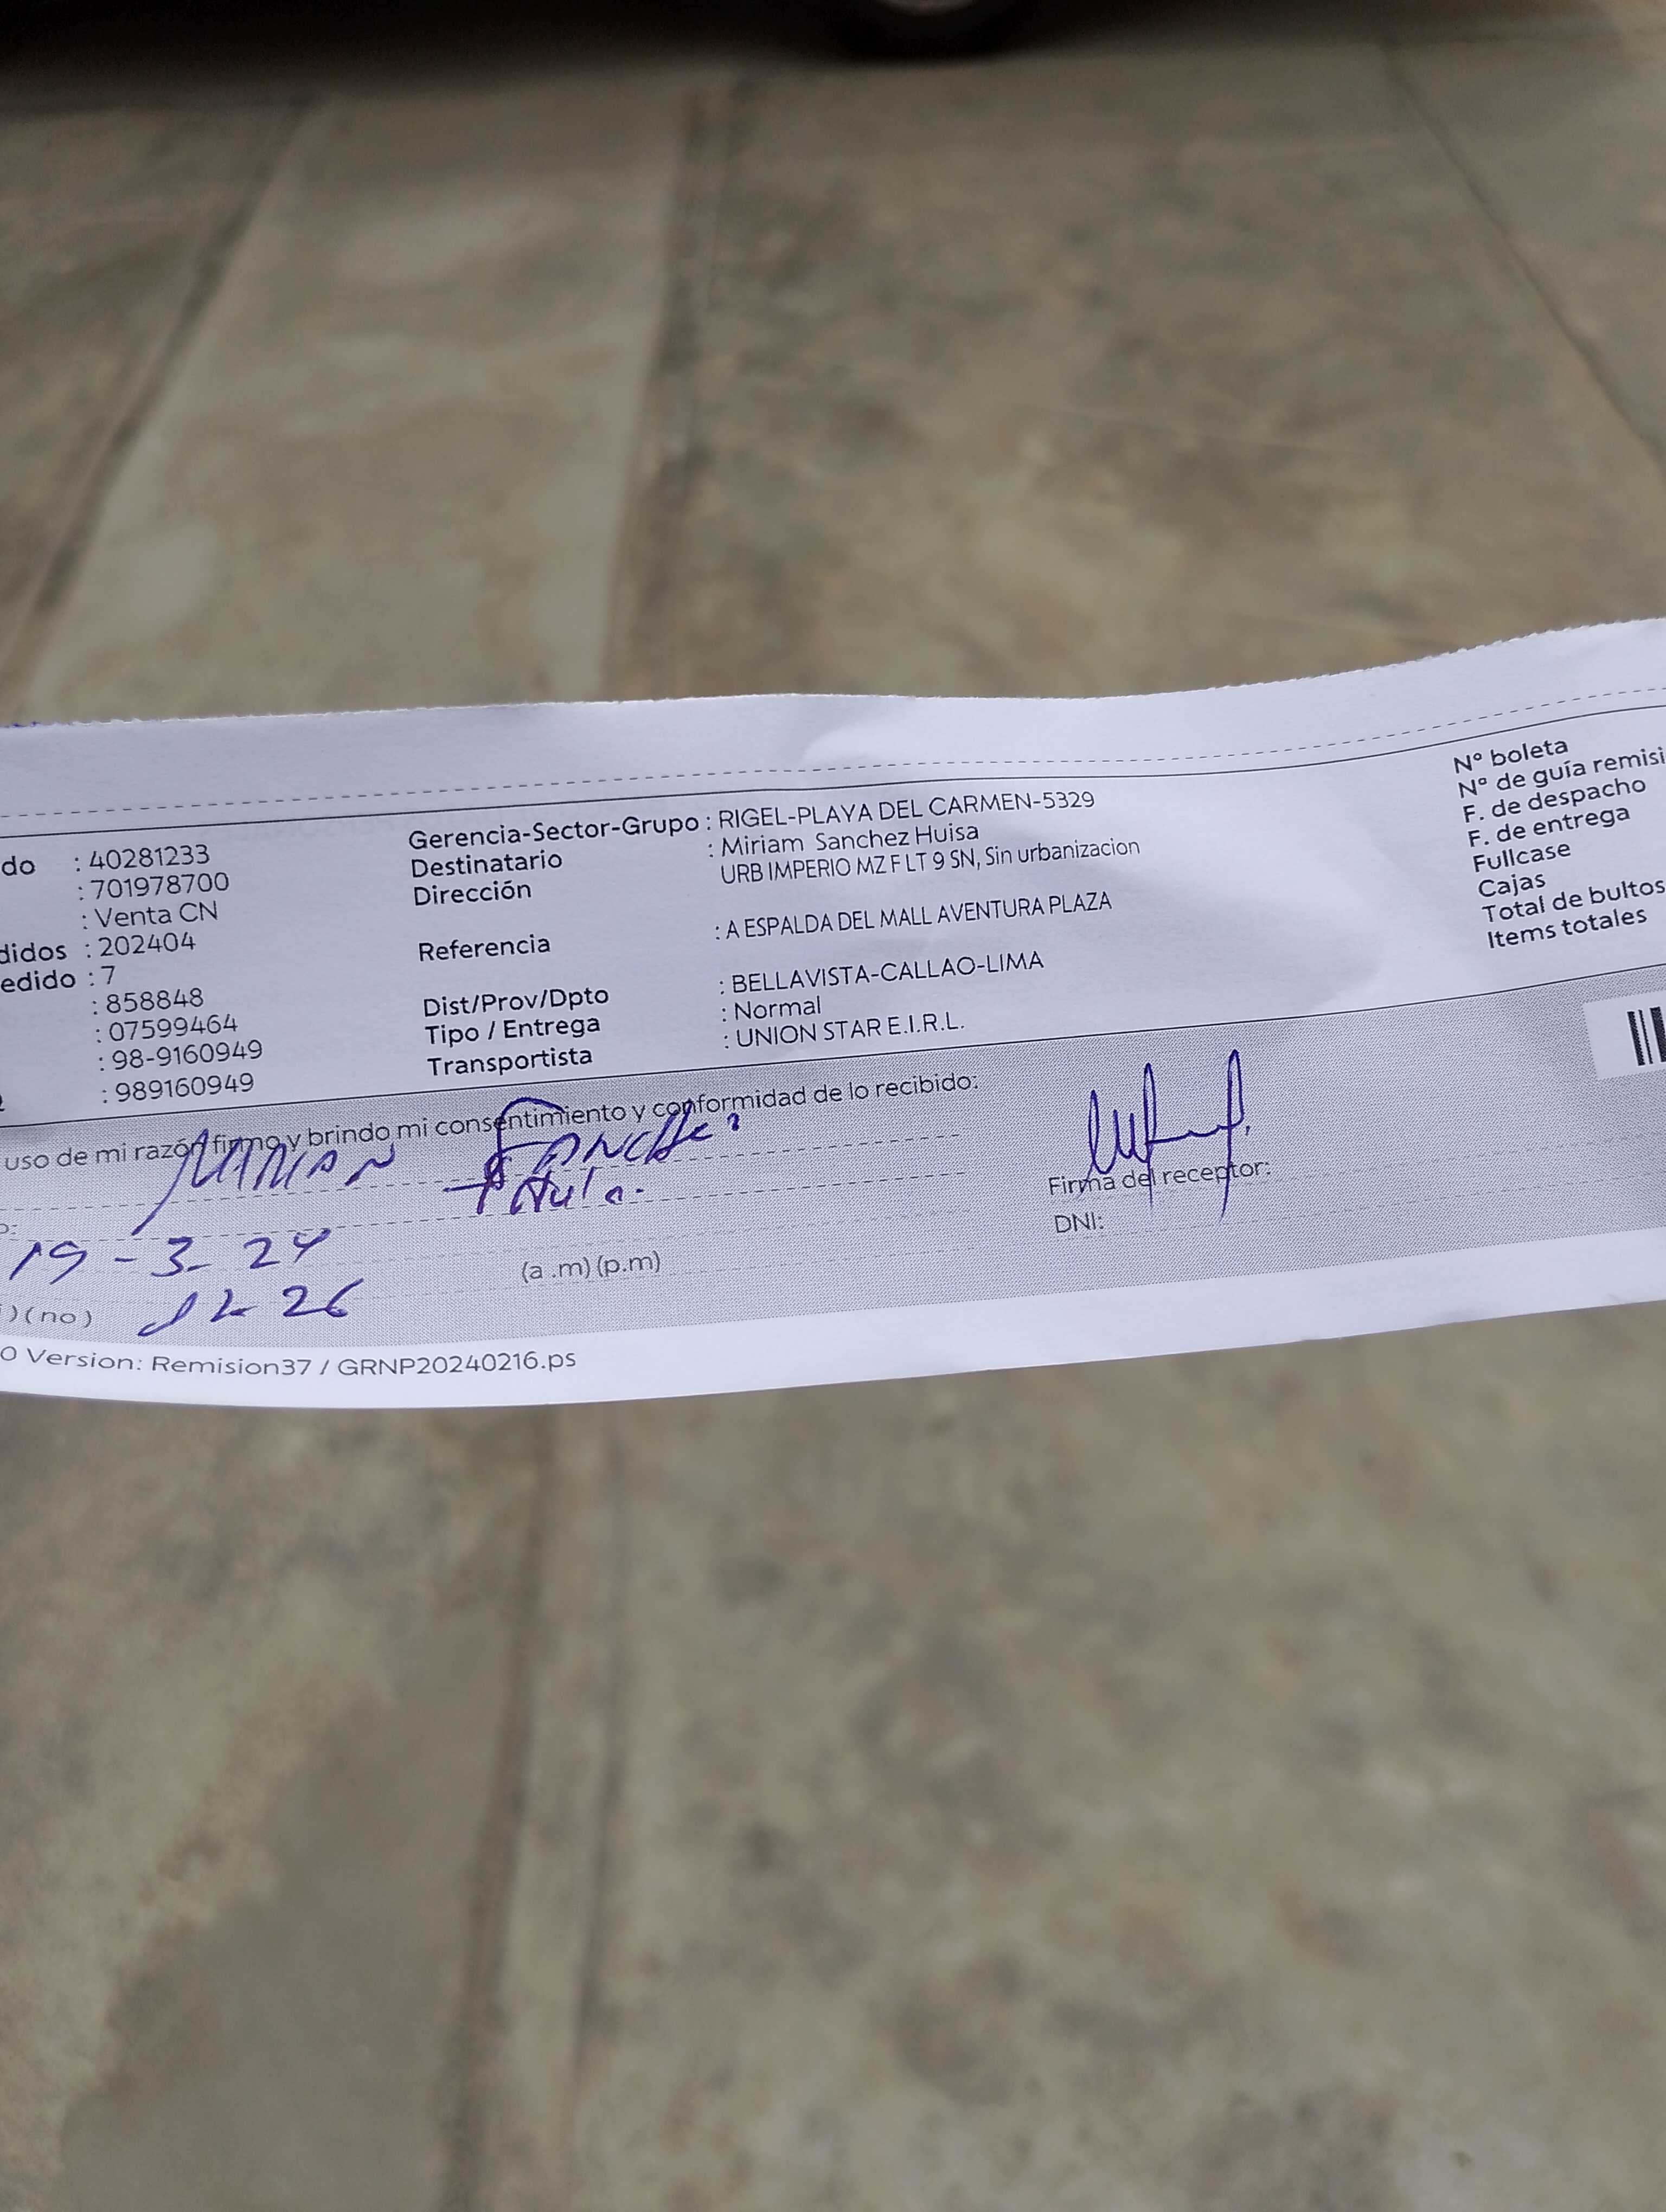 do : 40281233
: 701978700
: Venta CN
didos : 202404
edido : 7
: 858848
: 07599464
: 98-9160949
: 989160949
Gerencia-Sector-Grupo : RIGEL-PLAYA DEL CARMEN-5329
Destinatario : Miriam Sanchez Huisa
Dirección URB IMPERIO MZ F LT 9 SN, Sin urbanizacion
Referencia : A ESPALDA DEL MALL AVENTURA PLAZA
Dist/Prov/Dpto : BELLAVISTA-CALLAO-LIMA
Tipo / Entrega : Normal
Transportista : UNION STAR E.I.R.L.
Nº boleta
Nº de guía remisi
F. de despacho
F. de entrega
Fullcase
Cajas
Total de bultos
Items totales
uso de mi razón firmo y brindo mi consentimiento y conformidad de lo recibido:
o:
19-3-24
(a .m) (p.m)
) (no) 26
Firma del receptor:
DNI:
0 Version: Remision37 / GRNP20240216.ps